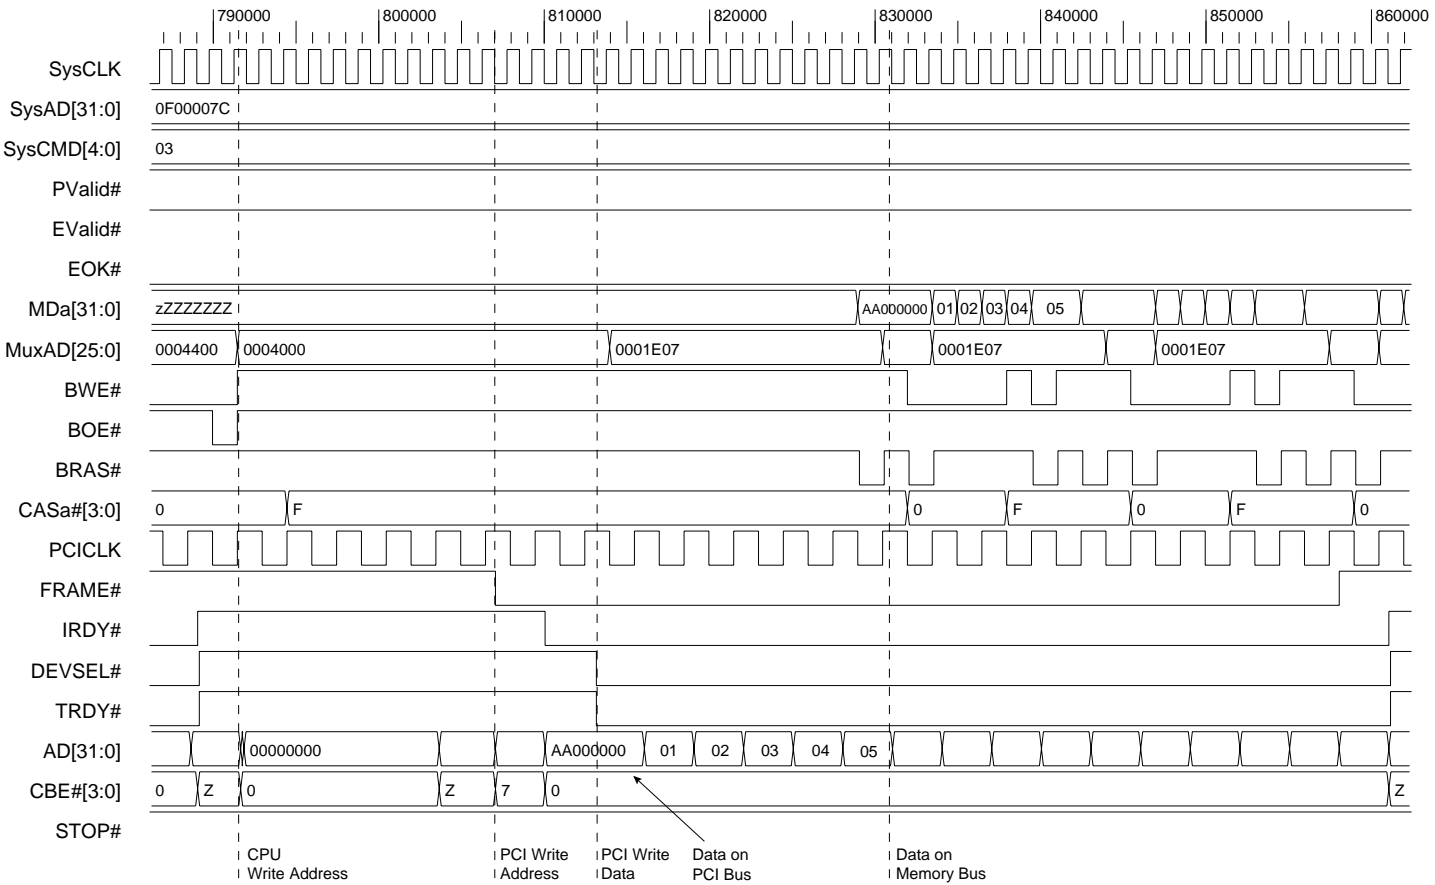 790000 800000 810000 820000 830000 840000 850000 860000
SysCLK
SysAD[31:0] 0F00007C
SysCMD[4:0] 03
PValid#
EValid#
EOK#
MDa[31:0] zZZZZZZZ AA000000 01 02 03 04 05
MuxAD[25:0] 0004400 0004000 0001E07 0001E07 0001E07
BWE#
BOE#
BRAS#
CASa#[3:0] 0 F 0 F 0 F 0
PCICLK
FRAME#
IRDY#
DEVSEL#
TRDY#
AD[31:0] 00000000 AA000000 01 02 03 04 05
CBE#[3:0] 0 Z 0 Z 7 0 Z
STOP#
CPU PCI Write PCI Write Data on Data on
Write Address Address Data PCI Bus Memory Bus